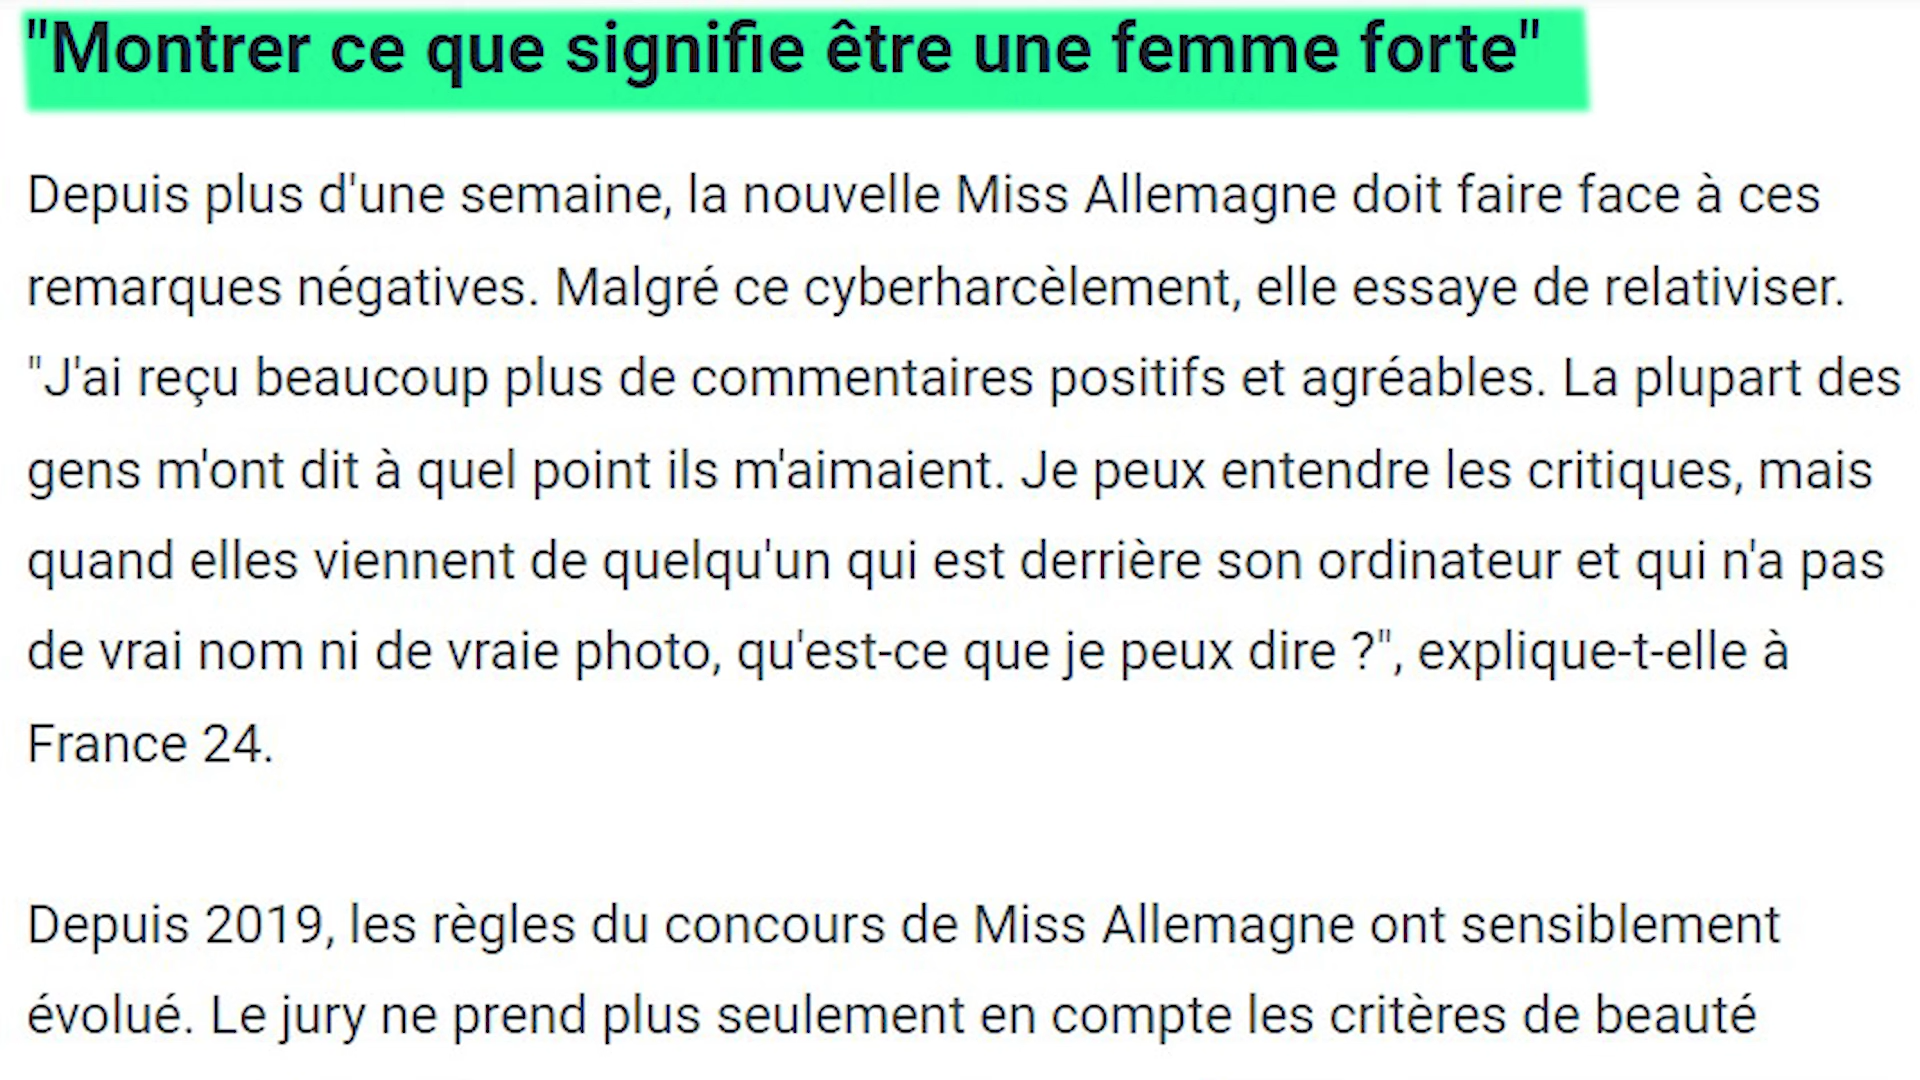 "Montrer ce que signifie être une femme forte"
Depuis plus d'une semaine, la nouvelle Miss Allemagne doit faire face à ces
remarques négatives. Malgré ce cyberharcèlement, elle essaye de relativiser.
"J'ai reçu beaucoup plus de commentaires positifs et agréables. La plupart des
gens m'ont dit à quel point ils m'aimaient. Je peux entendre les critiques, mais
quand elles viennent de quelqu'un qui est derrière son ordinateur et qui n'a pas
de vrai nom ni de vraie photo, qu'est-ce que je peux dire ?", explique-t-elle à
France 24.
Depuis 2019, les règles du concours de Miss Allemagne ont sensiblement
évolué. Le jury ne prend plus seulement en compte les critères de beauté